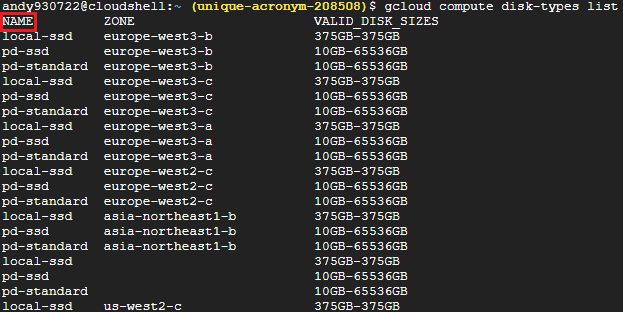 andy930722@cloudshell:~ (unique-acronym-208508)$ gcloud compute disk-types list
NAME ZONE VALID_DISK_SIZES
local-ssd europe-west3-b 375GB-375GB
pd-ssd europe-west3-b 10GB-65536GB
pd-standard europe-west3-b 10GB-65536GB
local-ssd europe-west3-c 375GB-375GB
pd-ssd europe-west3-c 10GB-65536GB
pd-standard europe-west3-c 10GB-65536GB
local-ssd europe-west3-a 375GB-375GB
pd-ssd europe-west3-a 10GB-65536GB
pd-standard europe-west3-a 10GB-65536GB
local-ssd europe-west2-c 375GB-375GB
pd-ssd europe-west2-c 10GB-65536GB
pd-standard europe-west2-c 10GB-65536GB
local-ssd asia-northeast1-b 375GB-375GB
pd-ssd asia-northeast1-b 10GB-65536GB
pd-standard asia-northeast1-b 10GB-65536GB
local-ssd 375GB-375GB
pd-ssd 10GB-65536GB
pd-standard 10GB-65536GB
local-ssd us-west2-c 375GB-375GB